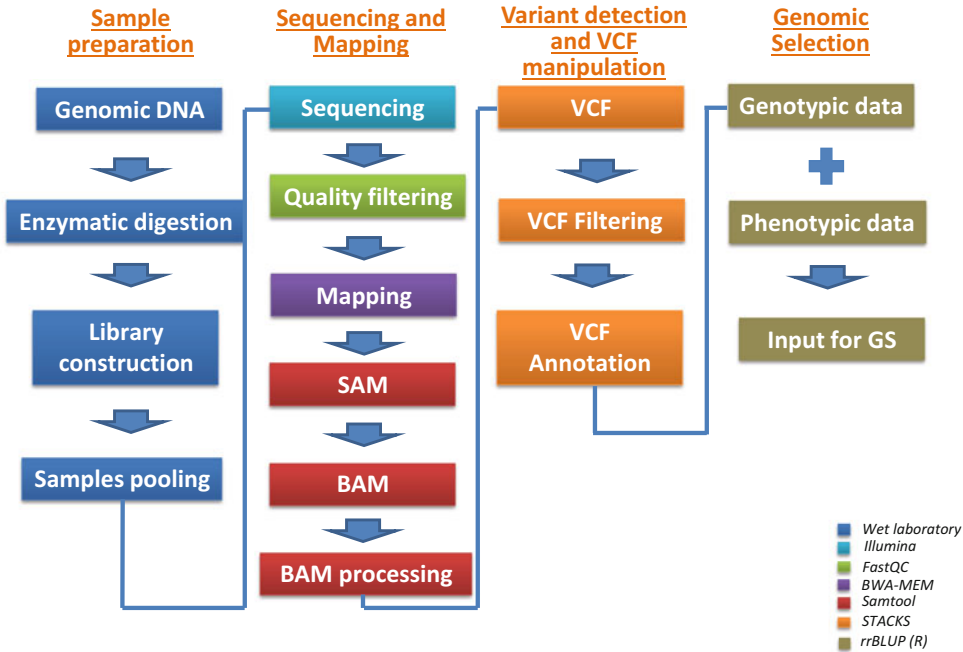 Sample
preparation
Genomic DNA
Enzymatic digestion
Library
construction
Samples pooling
Sequencing and
Mapping
Sequencing
Quality filtering
Mapping
SAM
BAM
BAM processing
Variant detection
and VCF
manipulation
VCF
VCF Filtering
VCF
Annotation
Genomic
Selection
Genotypic data
Phenotypic data
Input for GS
Wet laboratory
Illumina
FastQC
BWA-MEM
Samtool
STACKS
rrBLUP (R)